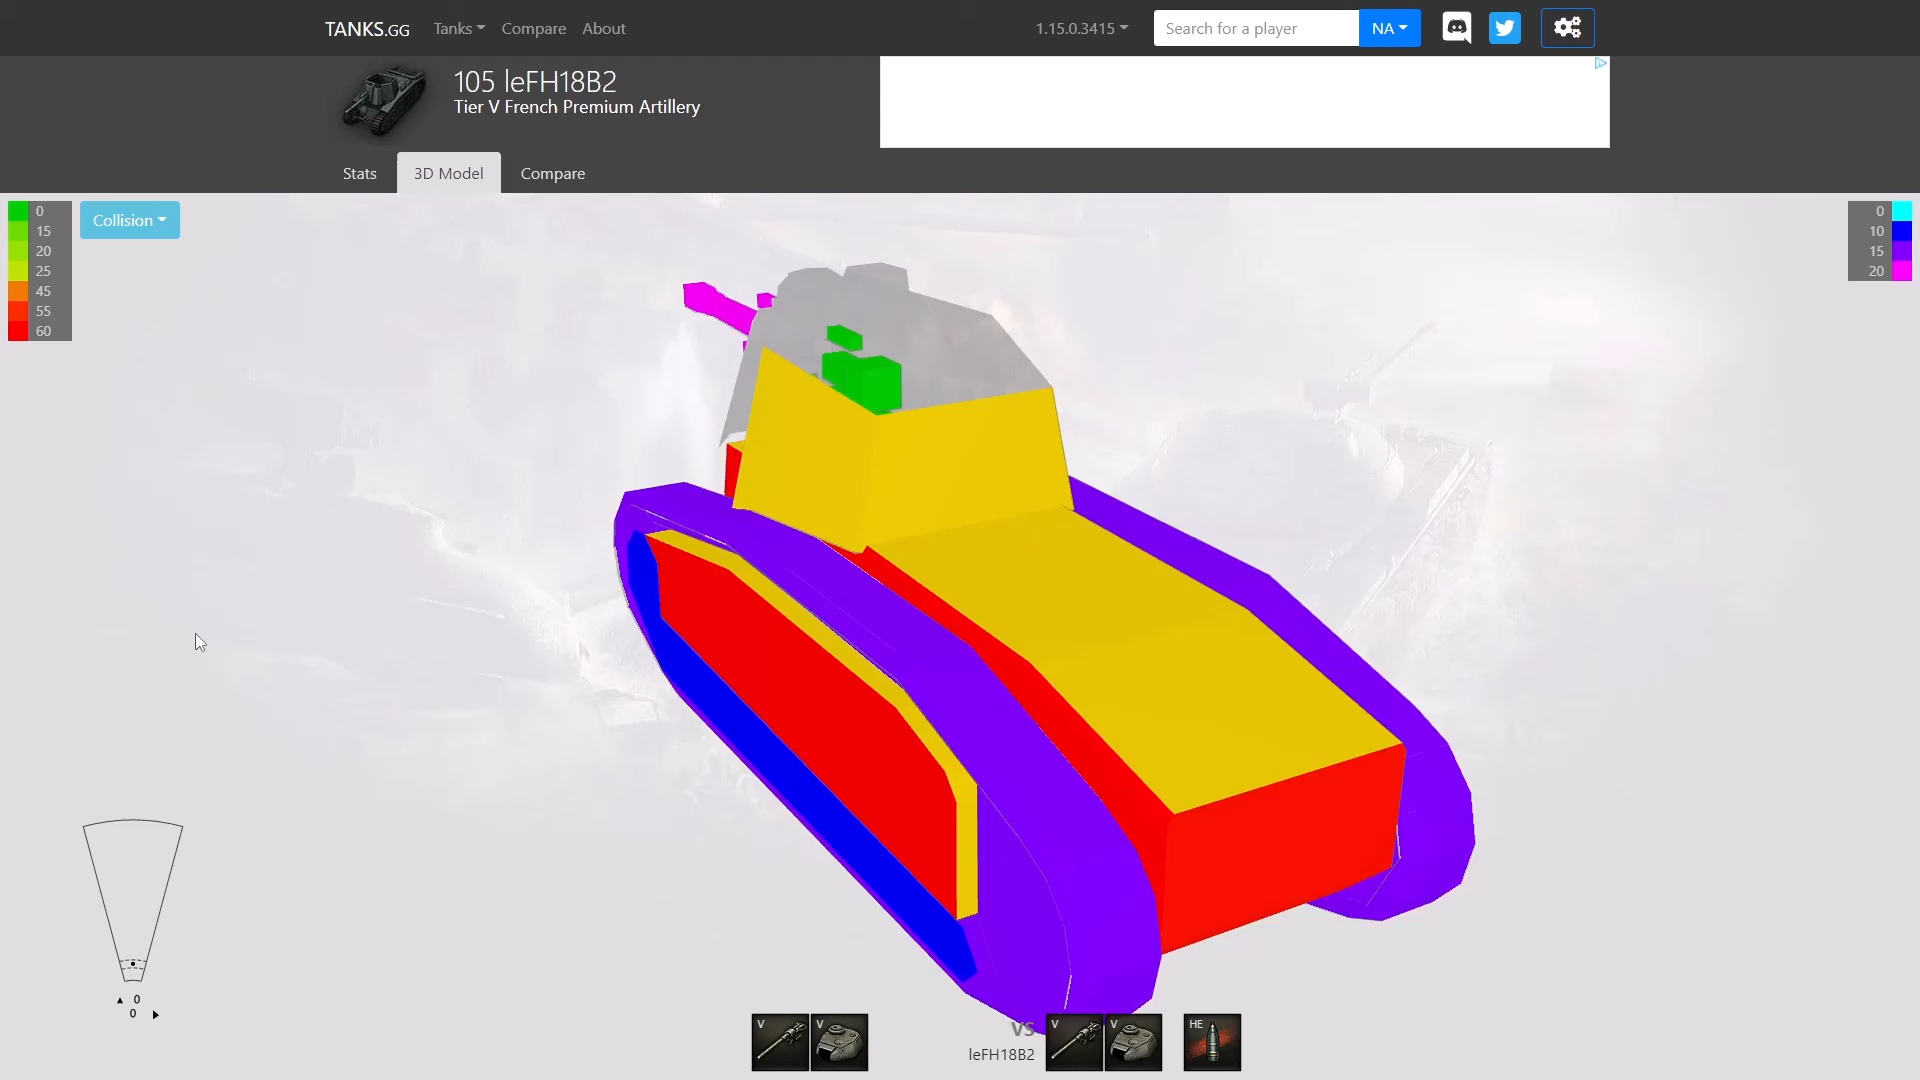 TANKS.GG Tanks Compare About 1.15.0.3415 Search for a player NA
105 leFH18B2
Tier V French Premium Artillery
Stats 3D Model Compare
Collision
0
15
20
25
45
55
60
0
10
15
20
0
0
V V VS V V HE
leFH18B2